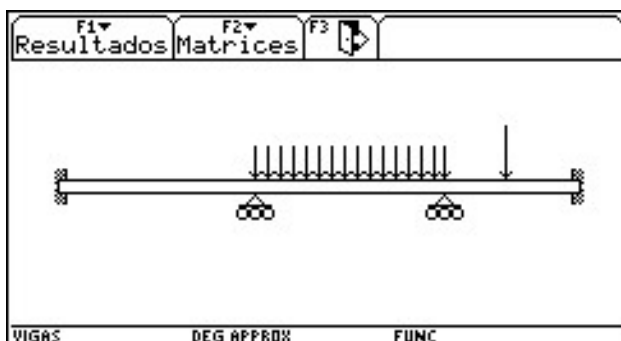 F1▾ F2▾ F3
Resultados Matrices
VIGAS DEG APPROX FUNC